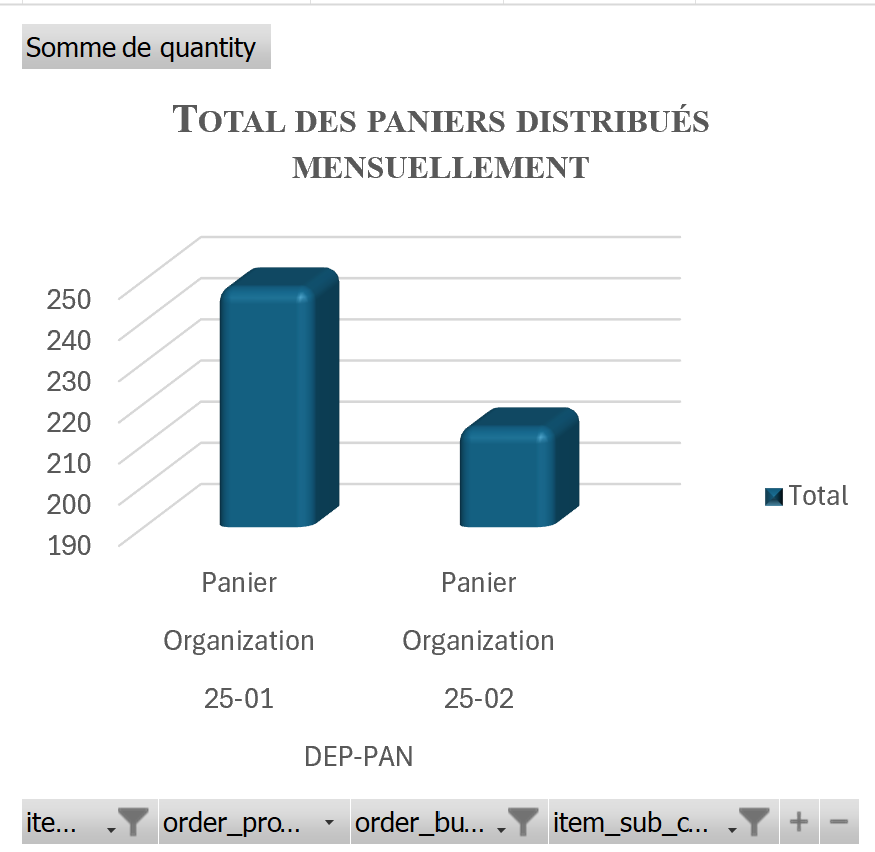 Somme de quantity
TOTAL DES PANIERS DISTRIBUÉS
MENSUELLEMENT
250
240
230
220
210
200
190
Total
Panier Panier
Organization Organization
25-01 25-02
DEP-PAN
ite... order_pro... order_bu... item_sub_c... + −